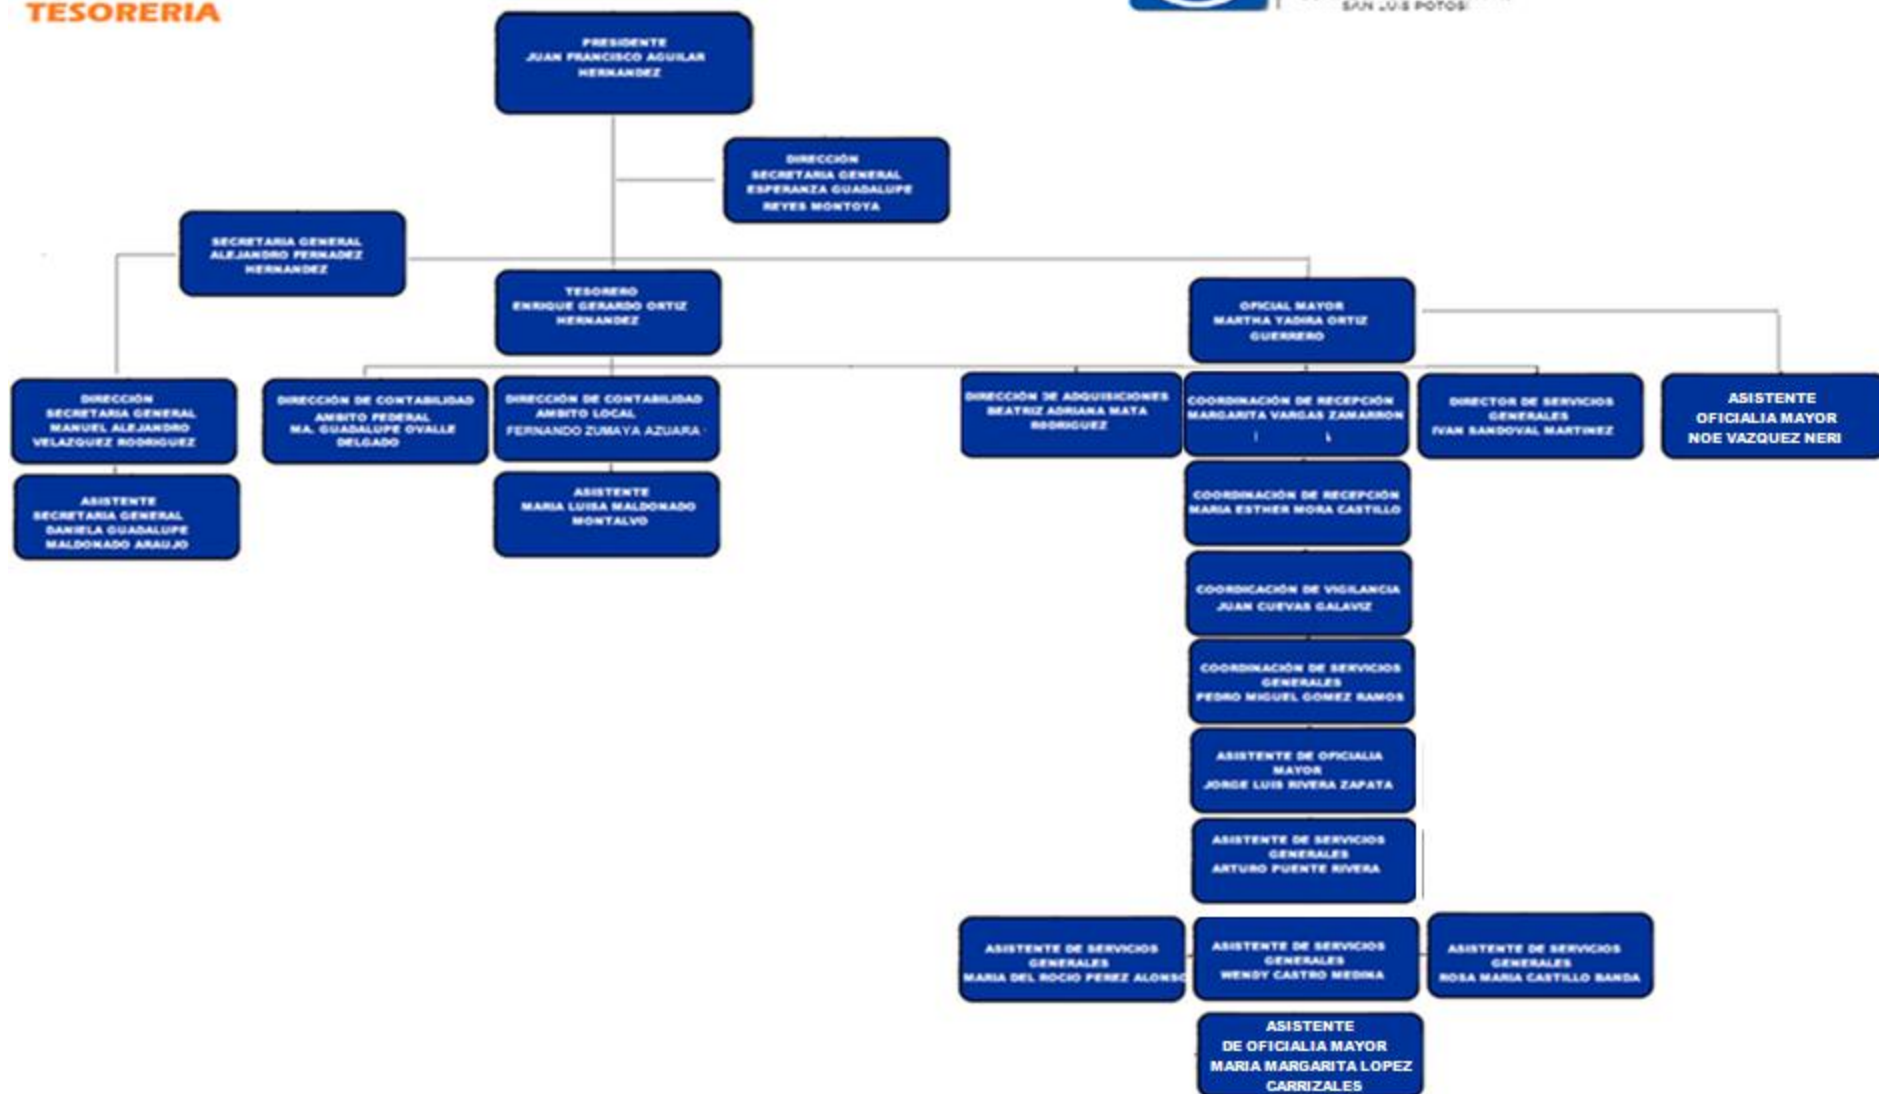 TESORERIA
SAN LUIS POTOSI
PRESIDENTE
JUAN FRANCISCO AGUILAR
HERNANDEZ
DIRECCIÓN
SECRETARIA GENERAL
ESPERANZA GUADALUPE
REYES MONTOYA
SECRETARIA GENERAL
ALEJANDRO FERNADEZ
HERNANDEZ
TESORERO
ENRIQUE GERARDO ORTIZ
HERNANDEZ
OFICIAL MAYOR
MARTHA YADIRA ORTIZ
GUERRERO
DIRECCIÓN
SECRETARIA GENERAL
MANUEL ALEJANDRO
VELAZQUEZ RODRIGUEZ
DIRECCIÓN DE CONTABILIDAD
AMBITO FEDERAL
MA. GUADALUPE OVALLE
DELGADO
DIRECCIÓN DE CONTABILIDAD
AMBITO LOCAL
FERNANDO ZUMAYA AZUARA
DIRECCIÓN DE ADQUISICIONES
BEATRIZ ADRIANA MATA
RODRIGUEZ
COORDINACIÓN DE RECEPCIÓN
MARGARITA VARGAS ZAMARRON
DIRECTOR DE SERVICIOS
GENERALES
IVAN SANDOVAL MARTINEZ
ASISTENTE
OFICIALIA MAYOR
NOE VAZQUEZ NERI
ASISTENTE
SECRETARIA GENERAL
DANIELA GUADALUPE
MALDONADO ARAUJO
ASISTENTE
MARIA LUISA MALDONADO
MONTALVO
COORDINACIÓN DE RECEPCIÓN
MARIA ESTHER MORA CASTILLO
COORDICACIÓN DE VIGILANCIA
JUAN CUEVAS GALAVIZ
COORDINACIÓN DE SERVICIOS
GENERALES
PEDRO MIGUEL GOMEZ RAMOS
ASISTENTE DE OFICIALIA
MAYOR
JORGE LUIS RIVERA ZAPATA
ASISTENTE DE SERVICIOS
GENERALES
ARTURO PUENTE RIVERA
ASISTENTE DE SERVICIOS
GENERALES
MARIA DEL ROCIO PEREZ ALONSO
ASISTENTE DE SERVICIOS
GENERALES
WENDY CASTRO MEDINA
ASISTENTE DE SERVICIOS
GENERALES
ROSA MARIA CASTILLO BANDA
ASISTENTE
DE OFICIALIA MAYOR
MARIA MARGARITA LOPEZ
CARRIZALES